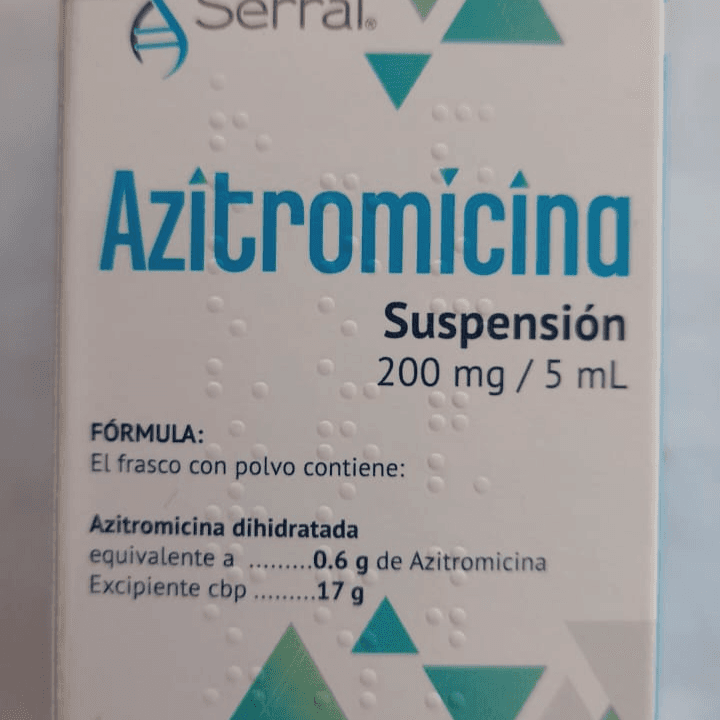 Serral®
Azitromicina
Suspensión
200 mg / 5 mL
FÓRMULA:
El frasco con polvo contiene:
Azitromicina dihidratada
equivalente a .........0.6 g de Azitromicina
Excipiente cbp .........17 g